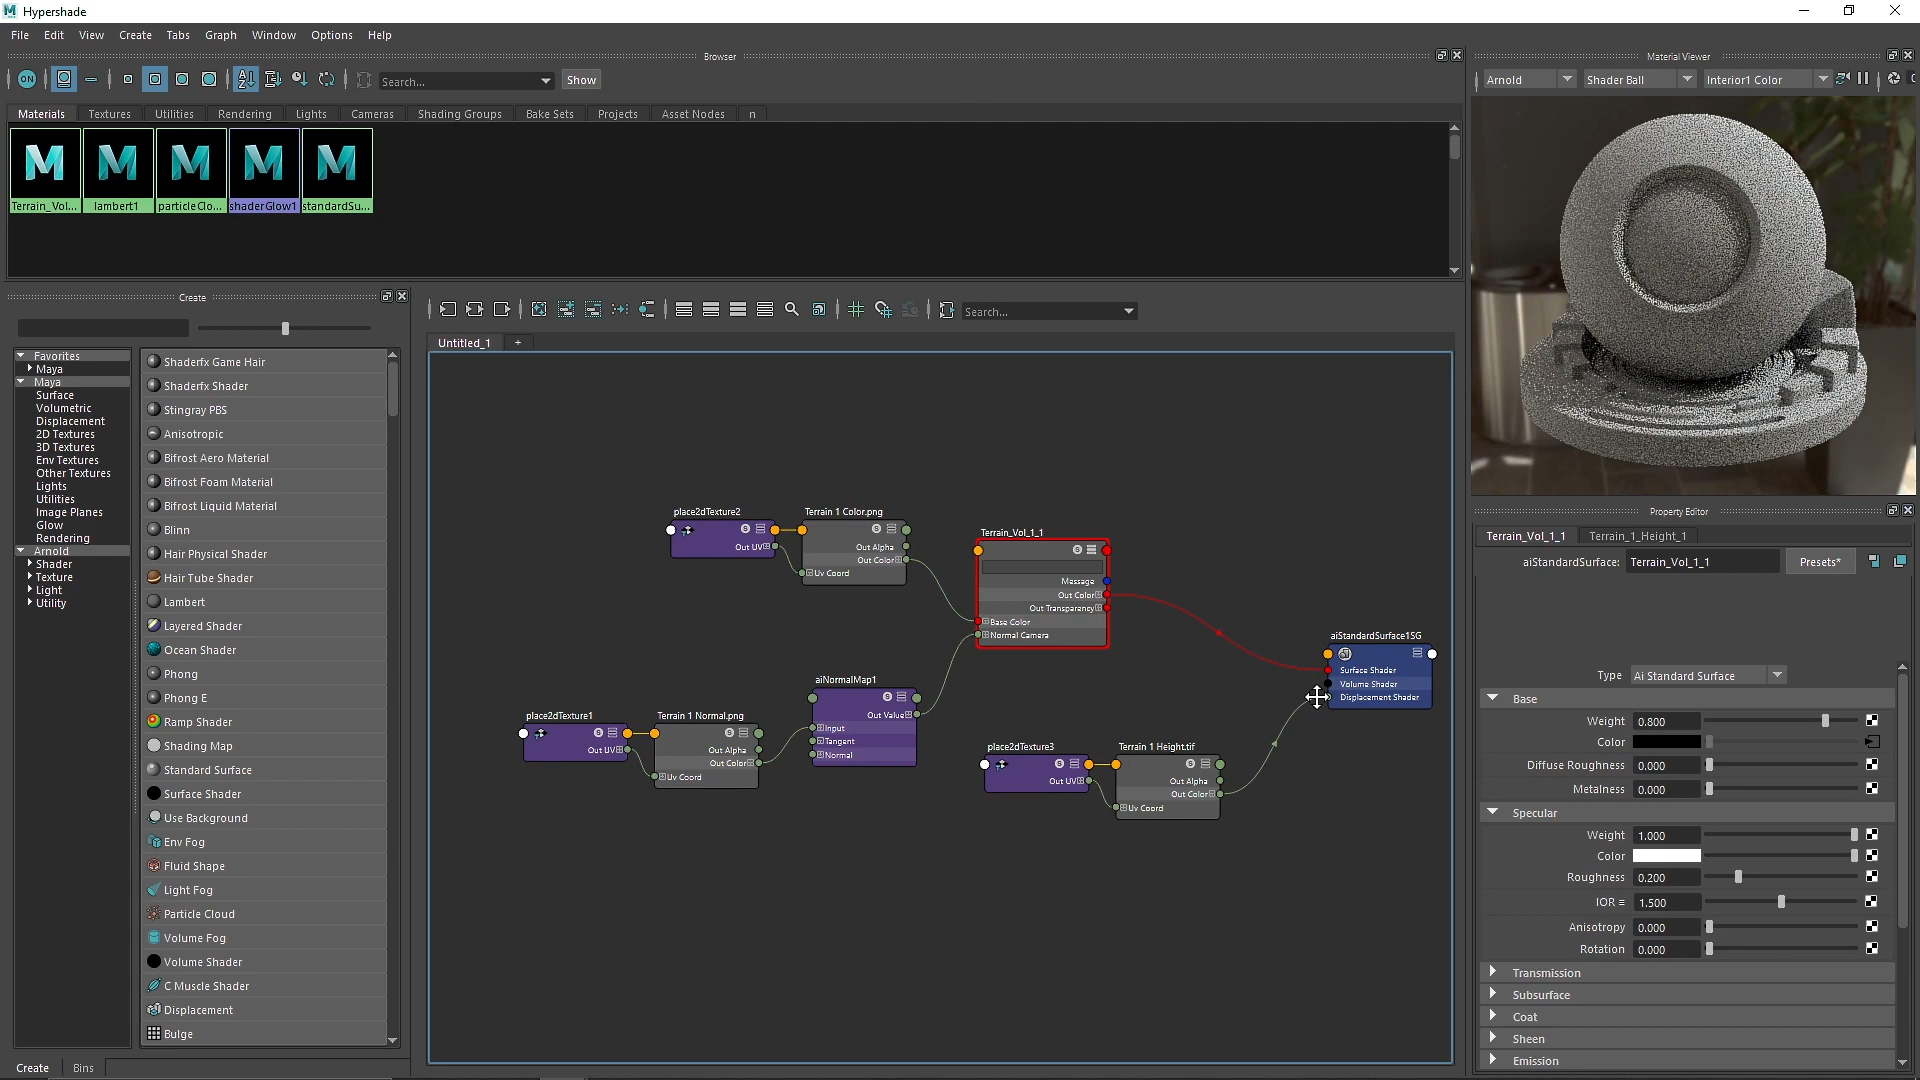 Hypershade
File Edit View Create Tabs Graph Window Options Help
Browser
ON
Search...
Show
Materials Textures Utilities Rendering Lights Cameras Shading Groups Bake Sets Projects Asset Nodes n
Terrain_Vol... lambert1 particleClo... shaderGlow1 standardSu...
Create
Favorites
Maya
Maya
Surface
Volumetric
Displacement
2D Textures
3D Textures
Env Textures
Other Textures
Lights
Utilities
Image Planes
Glow
Rendering
Arnold
Shader
Texture
Light
Utility
Shaderfx Game Hair
Shaderfx Shader
Stingray PBS
Anisotropic
Bifrost Aero Material
Bifrost Foam Material
Bifrost Liquid Material
Blinn
Hair Physical Shader
Hair Tube Shader
Lambert
Layered Shader
Ocean Shader
Phong
Phong E
Ramp Shader
Shading Map
Standard Surface
Surface Shader
Use Background
Env Fog
Fluid Shape
Light Fog
Particle Cloud
Volume Fog
Volume Shader
C Muscle Shader
Displacement
Bulge
Create Bins
Search...
Untitled_1 +
place2dTexture2
Out UV
Terrain 1 Color.png
Out Alpha
Out Color
Uv Coord
Terrain_Vol_1_1
Message
Out Color
Out Transparency
Base Color
Normal Camera
aiStandardSurface1SG
Surface Shader
Volume Shader
Displacement Shader
place2dTexture1
Out UV
Terrain 1 Normal.png
Out Alpha
Out Color
Uv Coord
aiNormalMap1
Out Value
Input
Tangent
Normal
place2dTexture3
Out UV
Terrain 1 Height.tif
Out Alpha
Out Color
Uv Coord
Material Viewer
Arnold Shader Ball Interior1 Color
Property Editor
Terrain_Vol_1_1 Terrain_1_Height_1
aiStandardSurface: Terrain_Vol_1_1 Presets*
Type Ai Standard Surface
Base
Weight 0.800
Color
Diffuse Roughness 0.000
Metalness 0.000
Specular
Weight 1.000
Color
Roughness 0.200
IOR 1.500
Anisotropy 0.000
Rotation 0.000
Transmission
Subsurface
Coat
Sheen
Emission